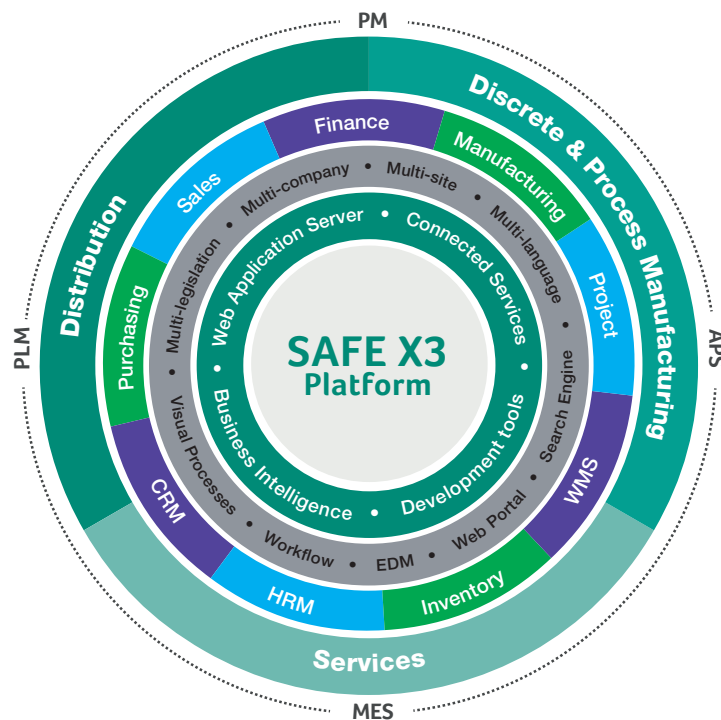 PM
Discrete & Process Manufacturing
APS
Services
MES
Distribution
PLM
Finance
Manufacturing
Project
WMS
Inventory
HRM
CRM
Purchasing
Sales
Multi-company • Multi-site • Multi-language • Search Engine • Web Portal • EDM • Workflow • Visual Processes • Multi-legislation •
Web Application Server • Connected Services • Development tools • Business Intelligence •
SAFE X3
Platform